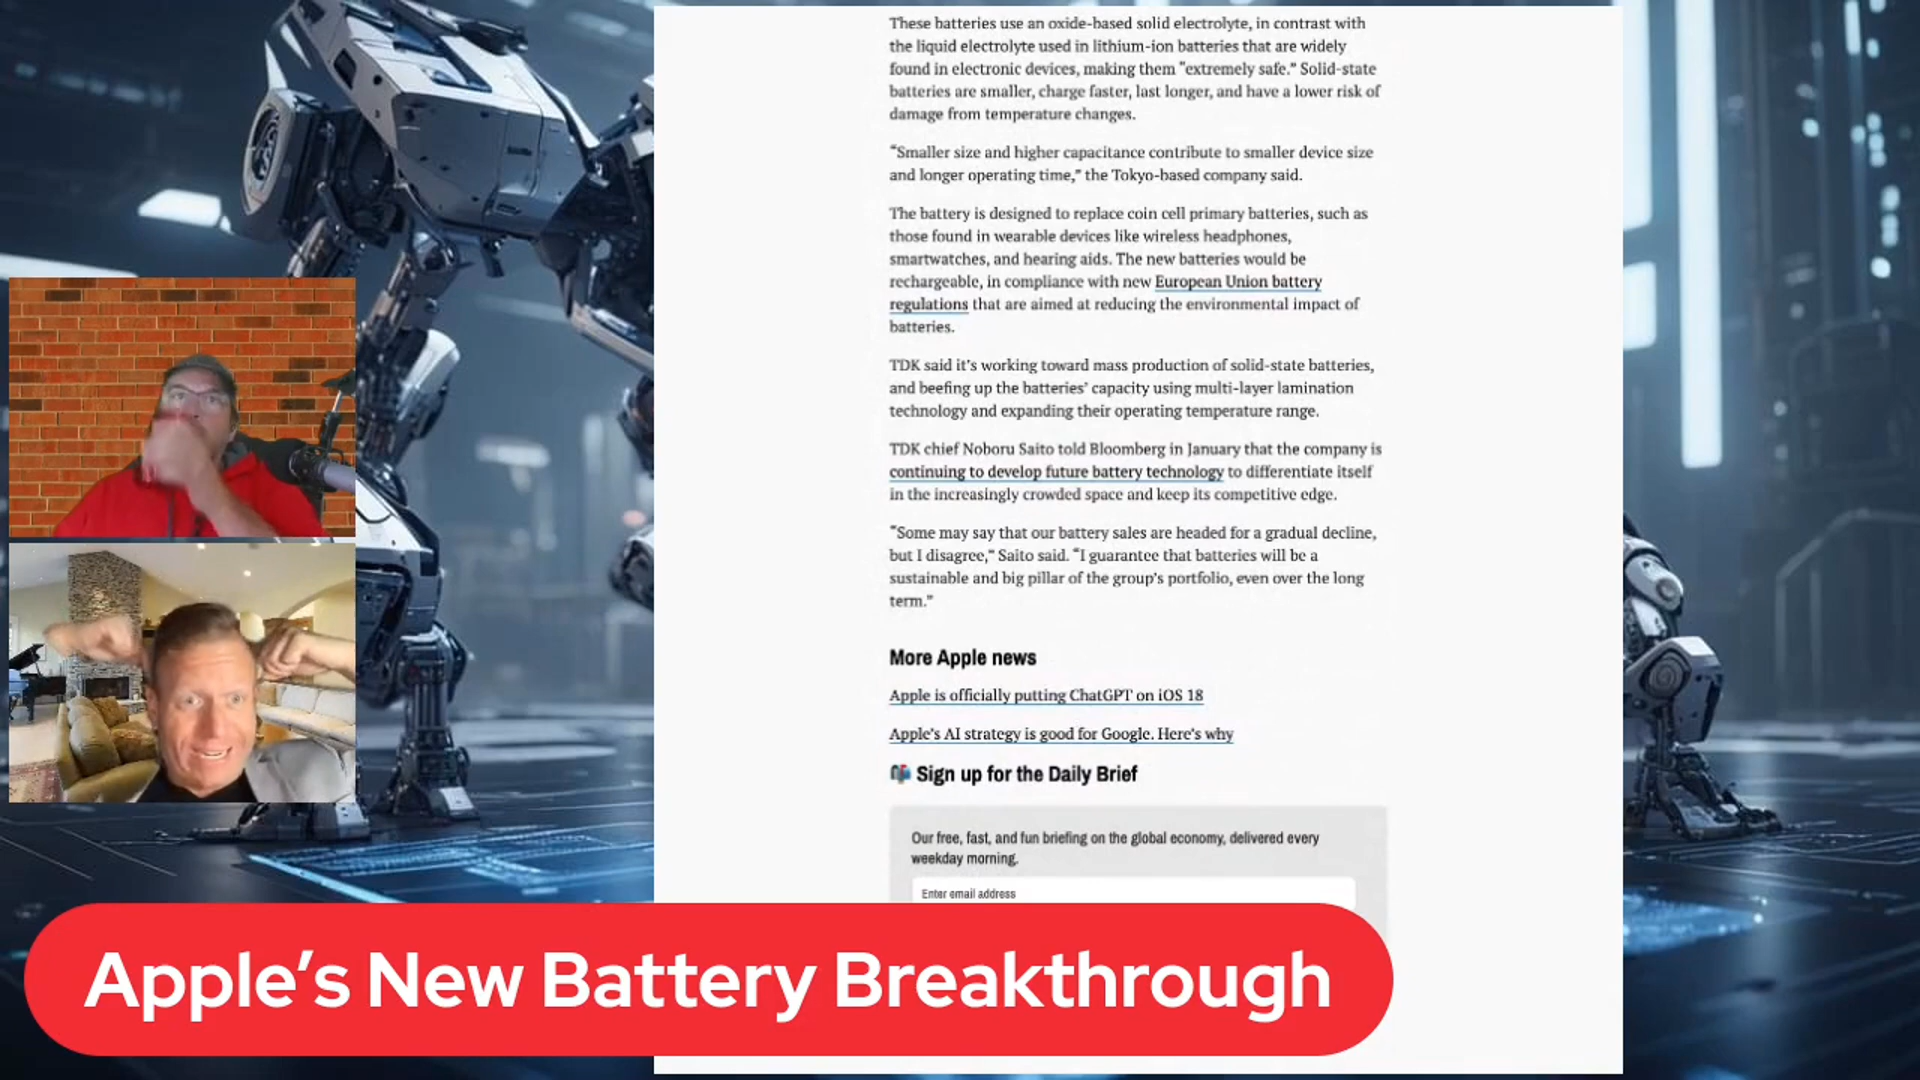 These batteries use an oxide-based solid electrolyte, in contrast with
the liquid electrolyte used in lithium-ion batteries that are widely
found in electronic devices, making them “extremely safe.” Solid-state
batteries are smaller, charge faster, last longer, and have a lower risk of
damage from temperature changes.
“Smaller size and higher capacitance contribute to smaller device size
and longer operating time,” the Tokyo-based company said.
The battery is designed to replace coin cell primary batteries, such as
those found in wearable devices like wireless headphones,
smartwatches, and hearing aids. The new batteries would be
rechargeable, in compliance with new European Union battery
regulations that are aimed at reducing the environmental impact of
batteries.
TDK said it’s working toward mass production of solid-state batteries,
and beefing up the batteries’ capacity using multi-layer lamination
technology and expanding their operating temperature range.
TDK chief Noboru Saito told Bloomberg in January that the company is
continuing to develop future battery technology to differentiate itself
in the increasingly crowded space and keep its competitive edge.
“Some may say that our battery sales are headed for a gradual decline,
but I disagree,” Saito said. “I guarantee that batteries will be a
sustainable and big pillar of the group’s portfolio, even over the long
term.”
More Apple news
Apple is officially putting ChatGPT on iOS 18
Apple’s AI strategy is good for Google. Here’s why
Sign up for the Daily Brief
Our free, fast, and fun briefing on the global economy, delivered every
weekday morning.
Enter email address
Apple’s New Battery Breakthrough